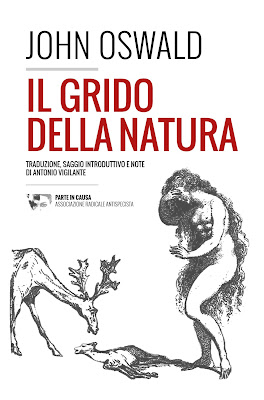 JOHN OSWALD
IL GRIDO
DELLA NATURA
TRADUZIONE, SAGGIO INTRODUTTIVO E NOTE
DI ANTONIO VIGILANTE
PARTE IN CAUSA
ASSOCIAZIONE RADICALE ANTISPECISTA